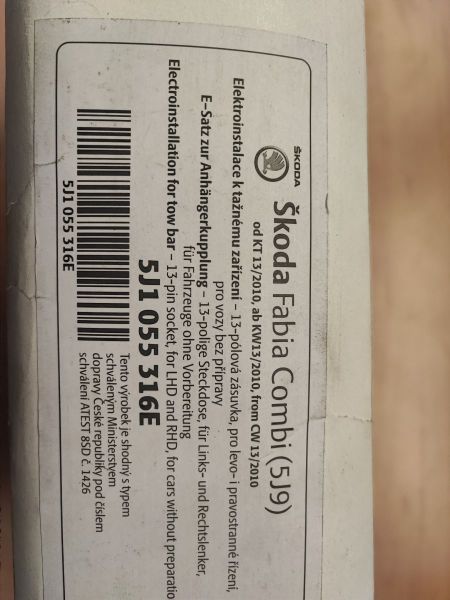 ŠKODA
Škoda Fabia Combi (5J9)
od KT 13/2010, ab KW13/2010, from CW 13/2010
Elektroinstalace k tažnému zařízení – 13-pólová zásuvka, pro levo- i pravostranné řízení,
pro vozy bez přípravy
E-Satz zur Anhängerkupplung – 13-polige Steckdose, für Links- und Rechtslenker,
für Fahrzeuge ohne Vorbereitung
Electroinstallation for tow bar – 13-pin socket, for LHD and RHD, for cars without preparatio
5J1 055 316E
5J1 055 316E
Tento výrobek je shodný s typem
schváleným Ministerstvem
dopravy České republiky pod číslem
schválení ATEST 8SD č. 1426